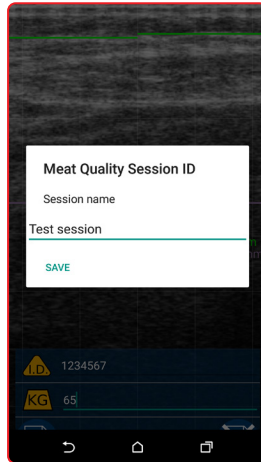 Meat Quality Session ID
Session name
Test session
SAVE
I.D. 1234567
KG 65